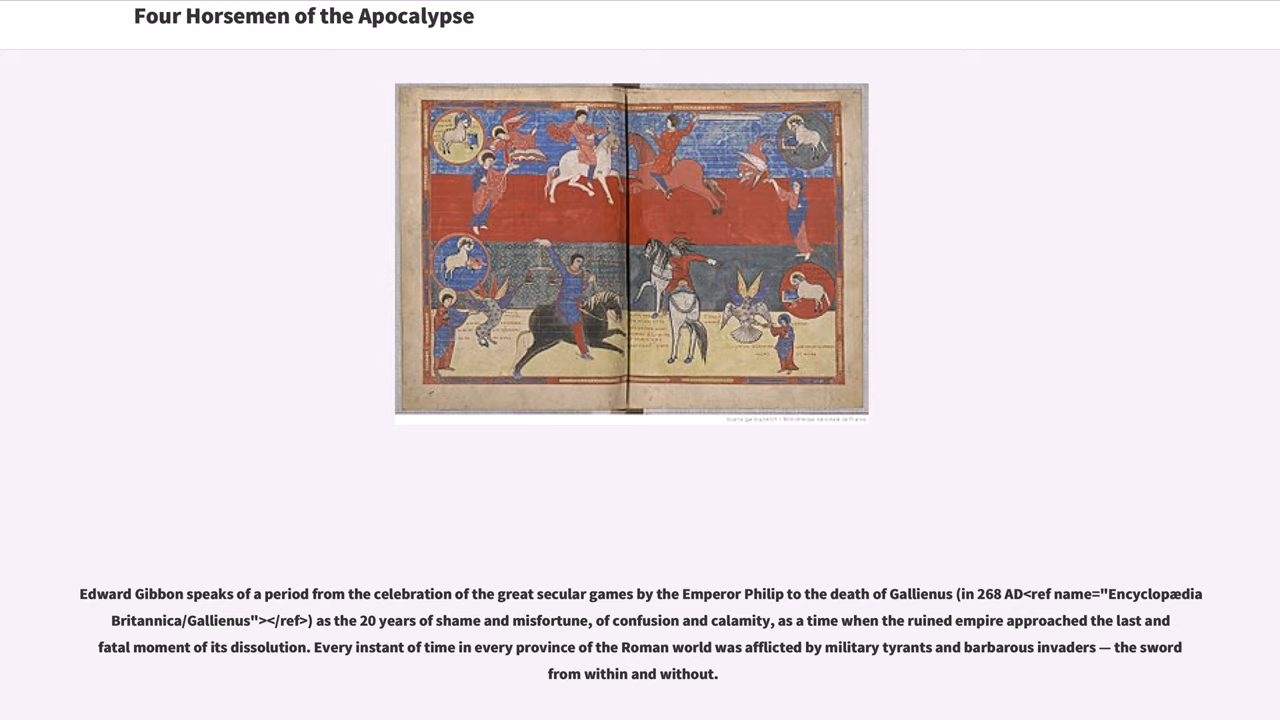 Four Horsemen of the Apocalypse
Edward Gibbon speaks of a period from the celebration of the great secular games by the Emperor Philip to the death of Gallienus (in 268 AD<ref name="Encyclopædia
Britannica/Gallienus"></ref>) as the 20 years of shame and misfortune, of confusion and calamity, as a time when the ruined empire approached the last and
fatal moment of its dissolution. Every instant of time in every province of the Roman world was afflicted by military tyrants and barbarous invaders — the sword
from within and without.